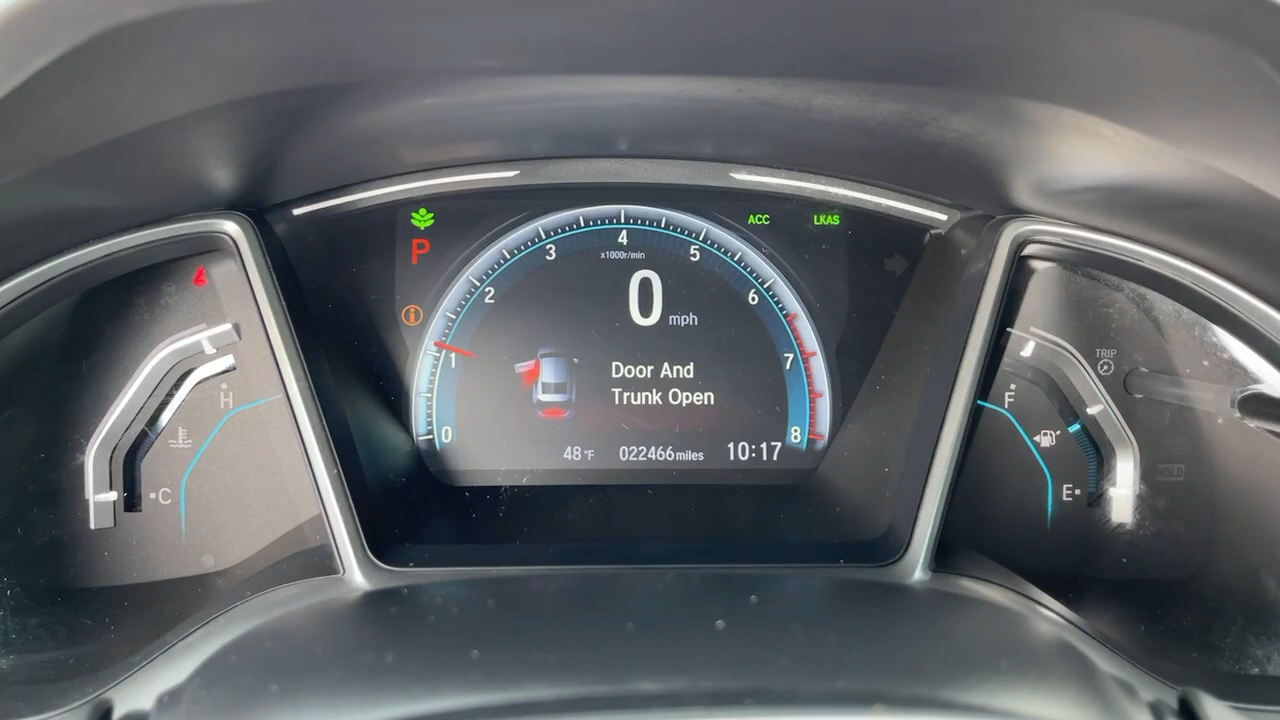 P
ACC
LKAS
0
1
2
3
4
5
6
7
8
x1000r/min
0 mph
Door And
Trunk Open
48°F
022466 miles
10:17
H
C
TRIP
F
E